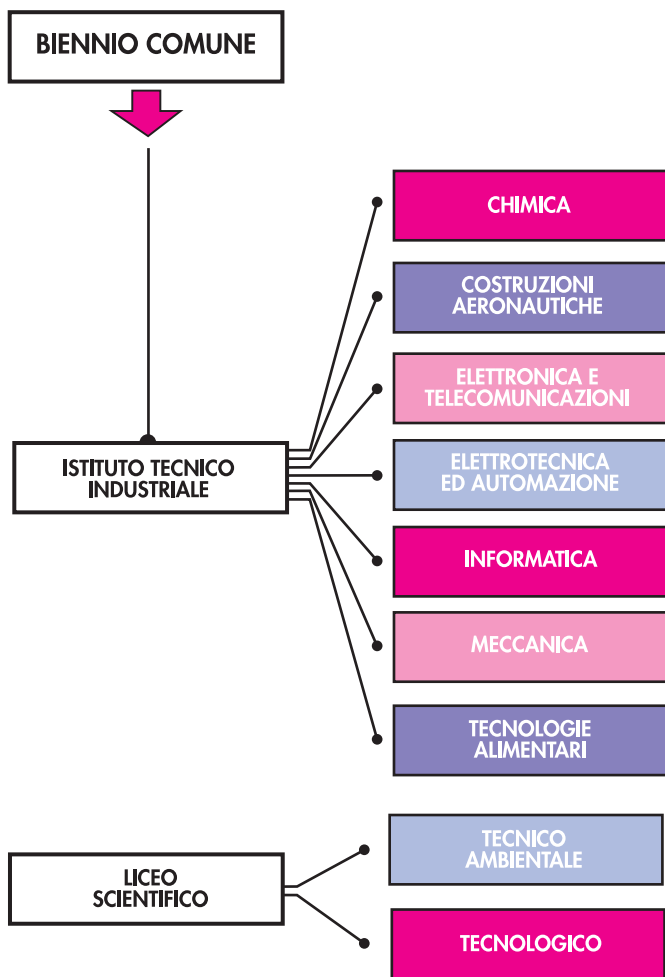 BIENNIO COMUNE
CHIMICA
COSTRUZIONI
AERONAUTICHE
ELETTRONICA E
TELECOMUNICAZIONI
ISTITUTO TECNICO
INDUSTRIALE
ELETTROTECNICA
ED AUTOMAZIONE
INFORMATICA
MECCANICA
TECNOLOGIE
ALIMENTARI
LICEO
SCIENTIFICO
TECNICO
AMBIENTALE
TECNOLOGICO